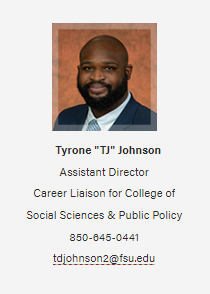 Tyrone "TJ" Johnson
Assistant Director
Career Liaison for College of
Social Sciences & Public Policy
850-645-0441
tdjohnson2@fsu.edu